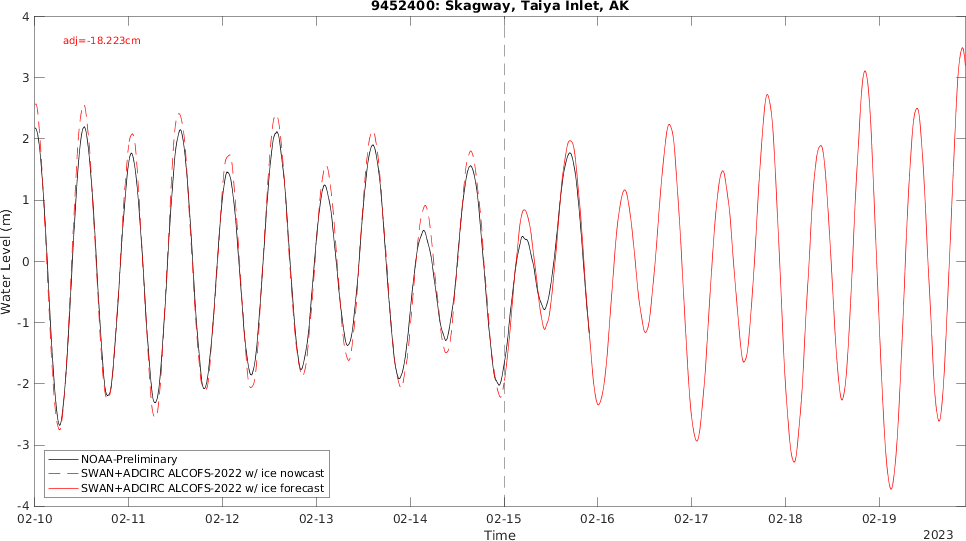 9452400: Skagway, Taiya Inlet, AK
adj=-18.223cm
4
3
2
1
0
-1
-2
-3
-4
Water Level (m)
NOAA-Preliminary
SWAN+ADCIRC ALCOFS-2022 w/ ice nowcast
SWAN+ADCIRC ALCOFS-2022 w/ ice forecast
02-10 02-11 02-12 02-13 02-14 02-15 02-16 02-17 02-18 02-19
Time
2023